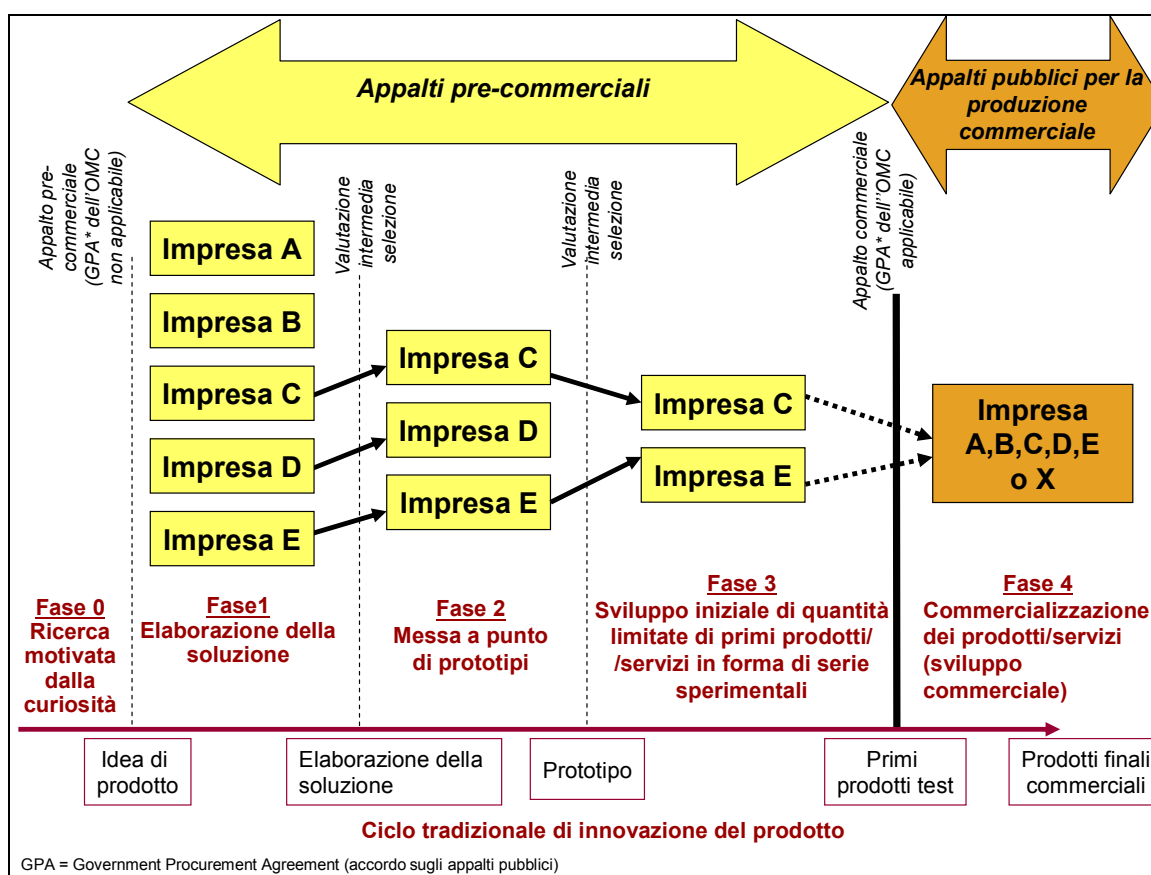 Appalti pre-commerciali
Appalti pubblici per la
produzione
commerciale
Appalto pre-
commerciale
(GPA* dell'OMC
non applicabile)
Valutazione
intermedia
selezione
Valutazione
intermedia
selezione
Appalto commerciale
(GPA* dell''OMC
applicabile)
Impresa A
Impresa B
Impresa C
Impresa D
Impresa E
Impresa C
Impresa D
Impresa E
Impresa C
Impresa E
Impresa
A,B,C,D,E
o X
Fase 0
Ricerca
motivata
dalla
curiosità
Fase1
Elaborazione della
soluzione
Fase 2
Messa a punto
di prototipi
Fase 3
Sviluppo iniziale di quantità
limitate di primi prodotti/
/servizi in forma di serie
sperimentali
Fase 4
Commercializzazione
dei prodotti/servizi
(sviluppo
commerciale)
Idea di
prodotto
Elaborazione della
soluzione
Prototipo
Primi
prodotti test
Prodotti finali
commerciali
Ciclo tradizionale di innovazione del prodotto
GPA = Government Procurement Agreement (accordo sugli appalti pubblici)